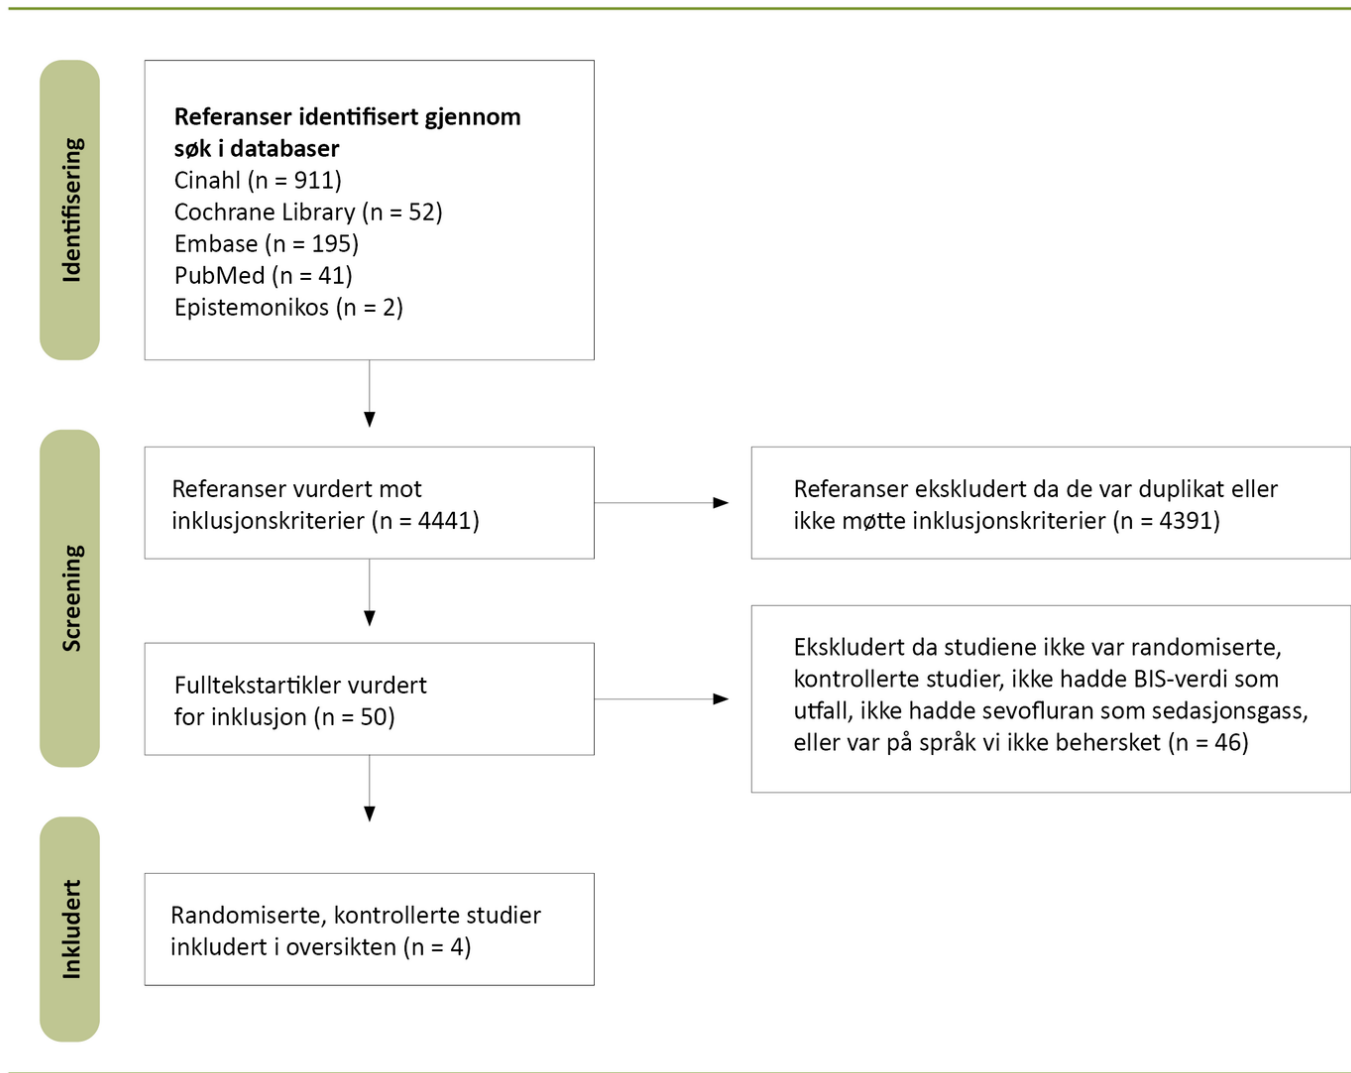 Identifisering
Referanser identifisert gjennom
søk i databaser
Cinahl (n = 911)
Cochrane Library (n = 52)
Embase (n = 195)
PubMed (n = 41)
Epistemonikos (n = 2)
Screening
Referanser vurdert mot
inklusjonskriterier (n = 4441)
Referanser ekskludert da de var duplikat eller
ikke møtte inklusjonskriterier (n = 4391)
Fulltekstartikler vurdert
for inklusjon (n = 50)
Ekskludert da studiene ikke var randomiserte,
kontrollerte studier, ikke hadde BIS-verdi som
utfall, ikke hadde sevofluran som sedasjonsgass,
eller var på språk vi ikke behersket (n = 46)
Inkludert
Randomiserte, kontrollerte studier
inkludert i oversikten (n = 4)